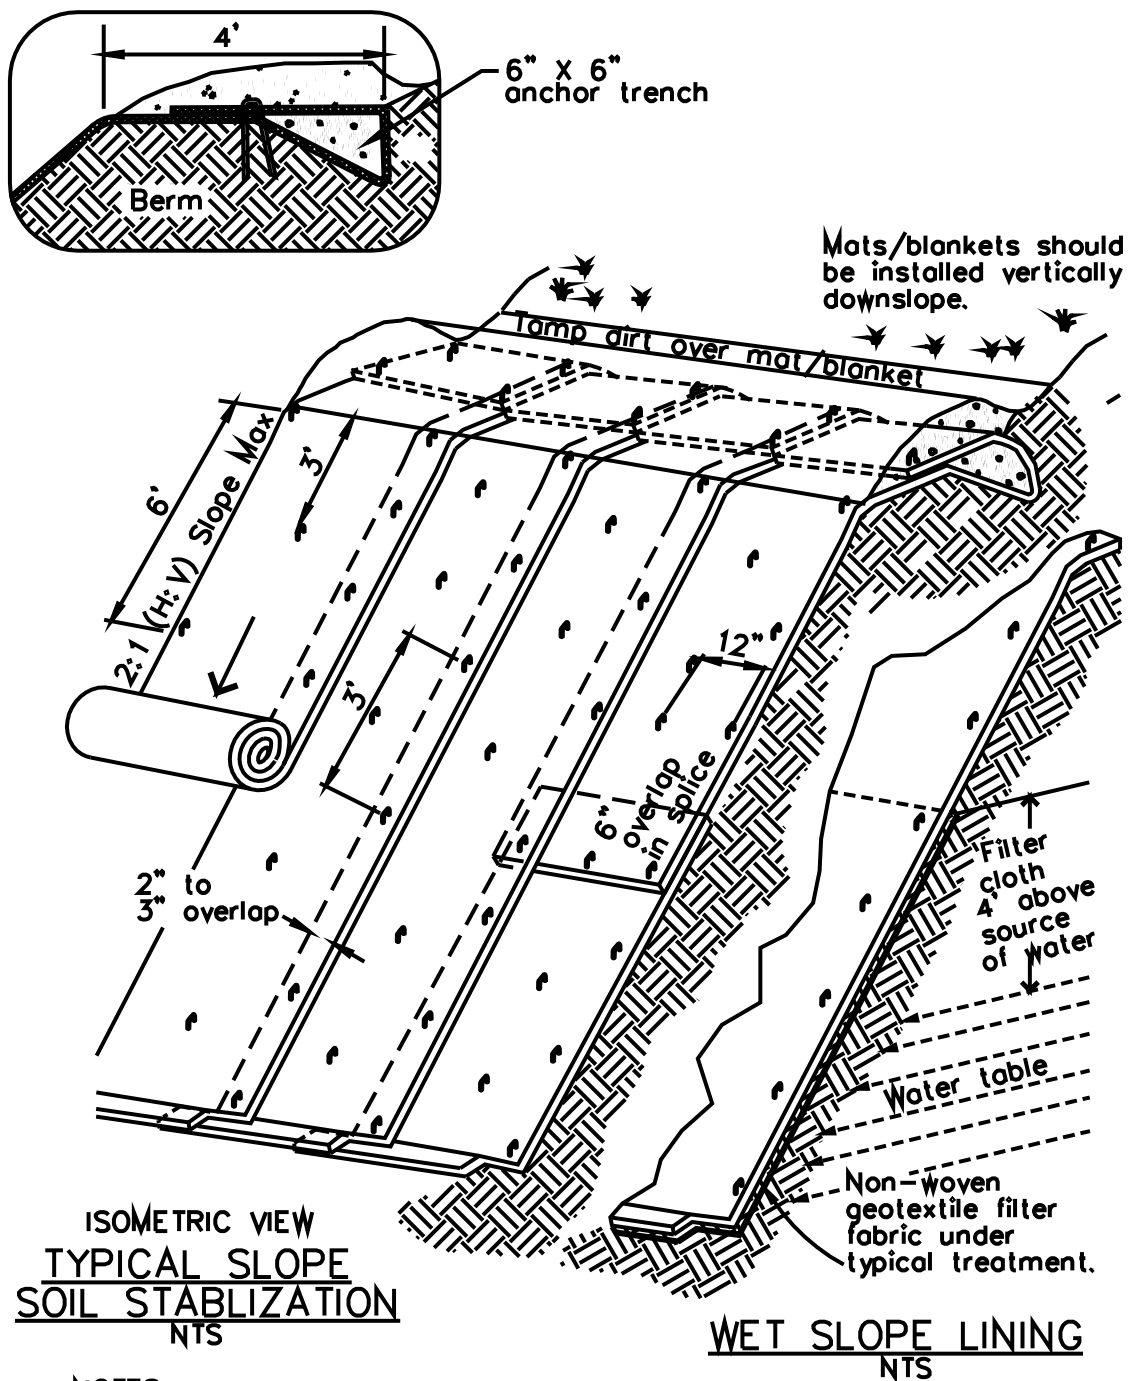 4'
6" X 6"
anchor trench
Berm
Mats/blankets should
be installed vertically
downslope.
Tamp dirt over mat/blanket
6'
3'
2:1 (H:V) Slope Max
12"
3'
6"
overlap
in splice
2" to
3" overlap
Filter
cloth
4' above
source
of water
Water table
Non-woven
geotextile filter
fabric under
typical treatment.
ISOMETRIC VIEW
TYPICAL SLOPE
SOIL STABLIZATION
NTS
WET SLOPE LINING
NTS